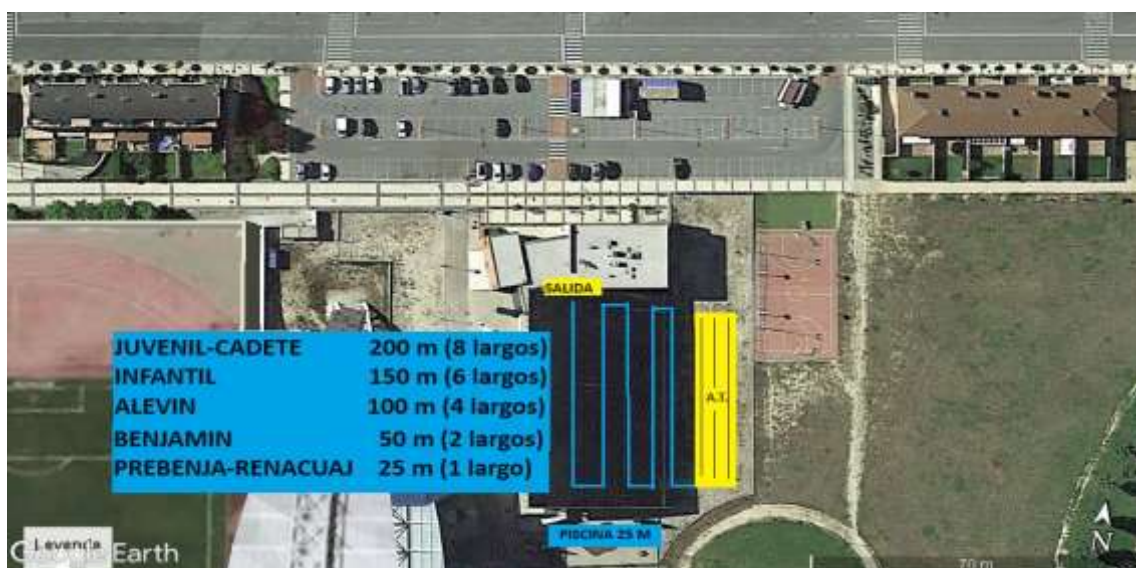 SALIDA
JUVENIL-CADETE 200 m (8 largos)
INFANTIL 150 m (6 largos)
ALEVIN 100 m (4 largos)
BENJAMIN 50 m (2 largos)
PREBENJA-RENACUAJ 25 m (1 largo)
A.T.
PISCINA 25 M
Leyenda
Earth
70 m
N